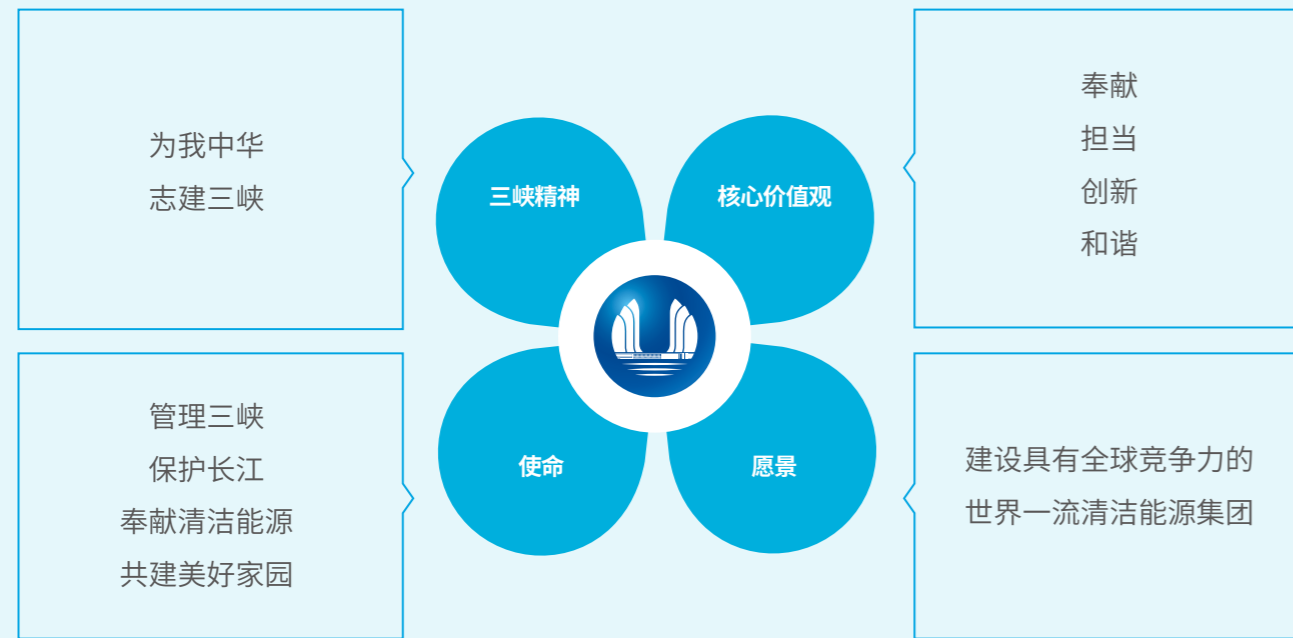 三峡精神
为我中华
志建三峡
核心价值观
奉献
担当
创新
和谐
使命
管理三峡
保护长江
奉献清洁能源
共建美好家园
愿景
建设具有全球竞争力的
世界一流清洁能源集团